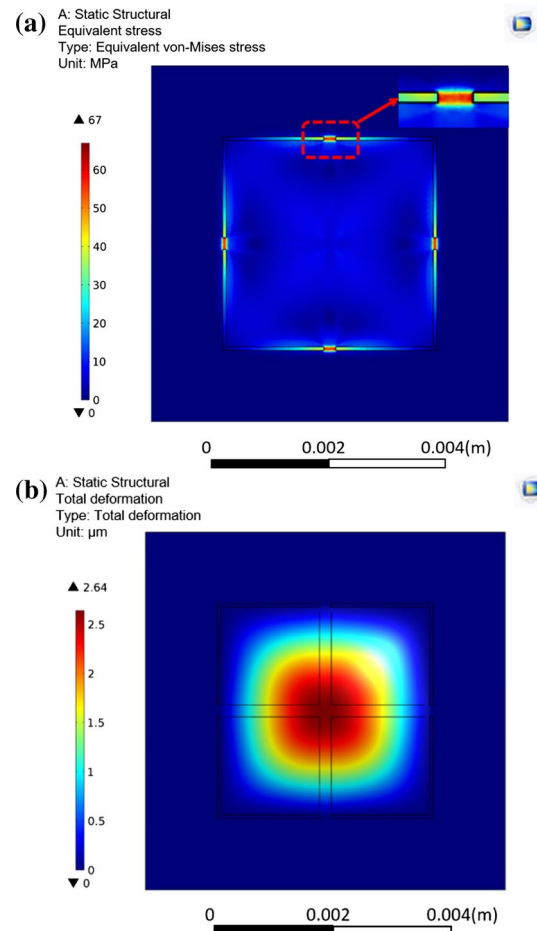 (a) A: Static Structural
Equivalent stress
Type: Equivalent von-Mises stress
Unit: MPa
▲ 67
60
50
40
30
20
10
0
▼ 0
0 0.002 0.004(m)
(b) A: Static Structural
Total deformation
Type: Total deformation
Unit: µm
▲ 2.64
2.5
2
1.5
1
0.5
0
▼ 0
0 0.002 0.004(m)